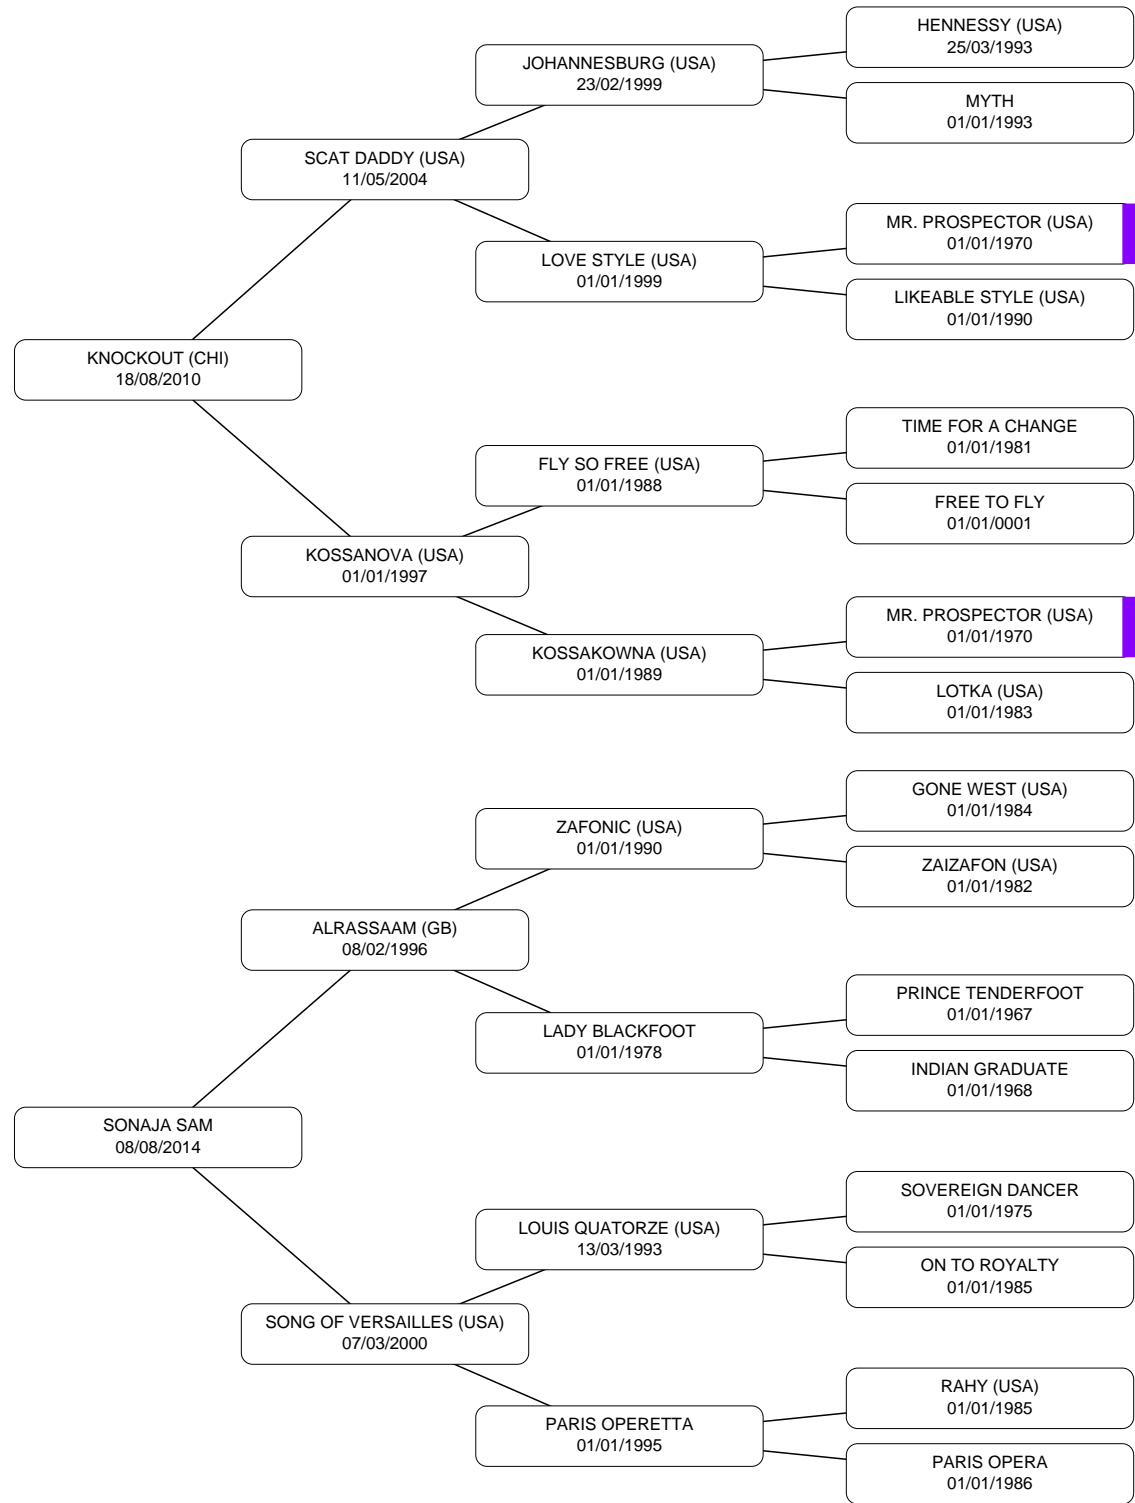 HENNESSY (USA)
25/03/1993
JOHANNESBURG (USA)
23/02/1999
MYTH
01/01/1993
SCAT DADDY (USA)
11/05/2004
MR. PROSPECTOR (USA)
01/01/1970
LOVE STYLE (USA)
01/01/1999
LIKEABLE STYLE (USA)
01/01/1990
KNOCKOUT (CHI)
18/08/2010
TIME FOR A CHANGE
01/01/1981
FLY SO FREE (USA)
01/01/1988
FREE TO FLY
01/01/0001
KOSSANOVA (USA)
01/01/1997
MR. PROSPECTOR (USA)
01/01/1970
KOSSAKOWNA (USA)
01/01/1989
LOTKA (USA)
01/01/1983
GONE WEST (USA)
01/01/1984
ZAFONIC (USA)
01/01/1990
ZAIZAFON (USA)
01/01/1982
ALRASSAAM (GB)
08/02/1996
PRINCE TENDERFOOT
01/01/1967
LADY BLACKFOOT
01/01/1978
INDIAN GRADUATE
01/01/1968
SONAJA SAM
08/08/2014
SOVEREIGN DANCER
01/01/1975
LOUIS QUATORZE (USA)
13/03/1993
ON TO ROYALTY
01/01/1985
SONG OF VERSAILLES (USA)
07/03/2000
RAHY (USA)
01/01/1985
PARIS OPERETTA
01/01/1995
PARIS OPERA
01/01/1986